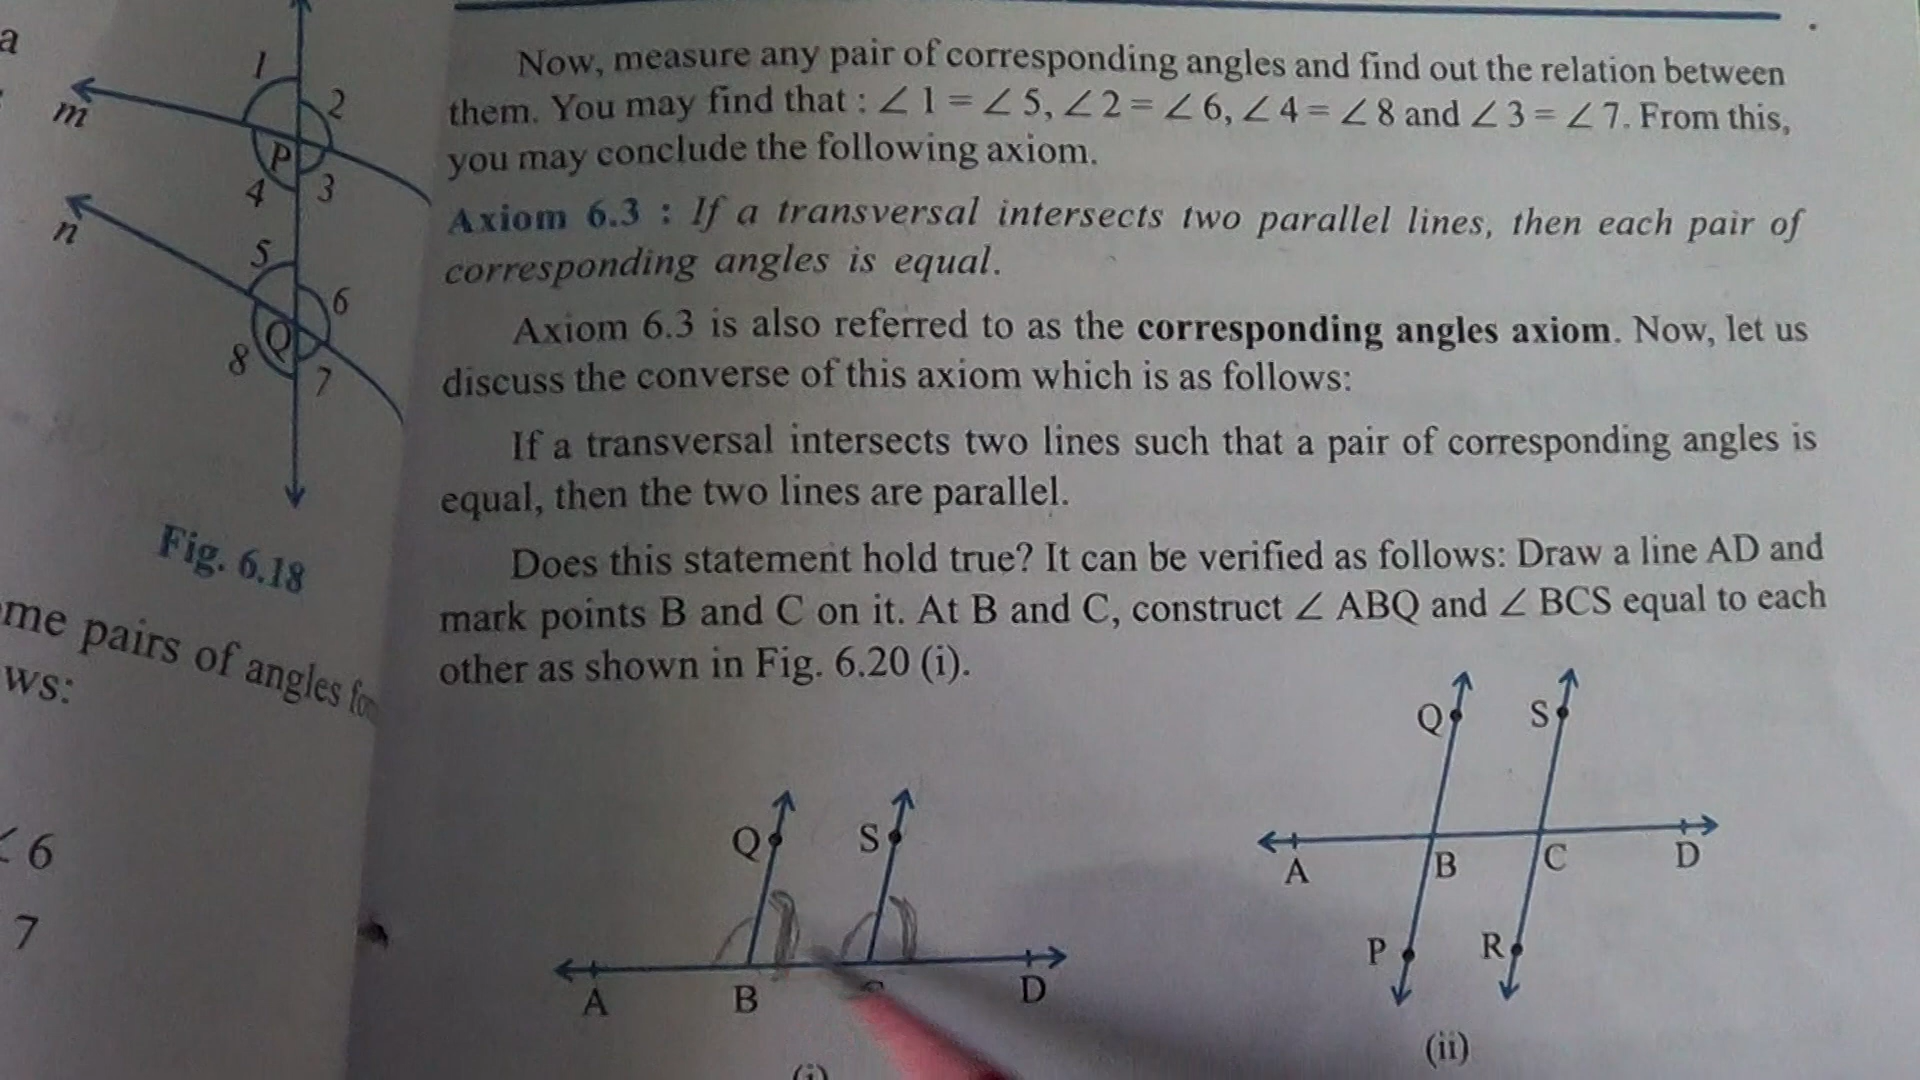 a
1
2
m
P
4
3
n
5
6
Q
8
7
Fig. 6.18
me pairs of angles
ws:
∠ 6
7
Now, measure any pair of corresponding angles and find out the relation between
them. You may find that : ∠ 1 = ∠ 5, ∠ 2 = ∠ 6, ∠ 4 = ∠ 8 and ∠ 3 = ∠ 7. From this,
you may conclude the following axiom.
Axiom 6.3 : If a transversal intersects two parallel lines, then each pair of
corresponding angles is equal.
Axiom 6.3 is also referred to as the corresponding angles axiom. Now, let us
discuss the converse of this axiom which is as follows:
If a transversal intersects two lines such that a pair of corresponding angles is
equal, then the two lines are parallel.
Does this statement hold true? It can be verified as follows: Draw a line AD and
mark points B and C on it. At B and C, construct ∠ ABQ and ∠ BCS equal to each
other as shown in Fig. 6.20 (i).
Q S
A B D
(i)
Q S
A B C D
P R
(ii)